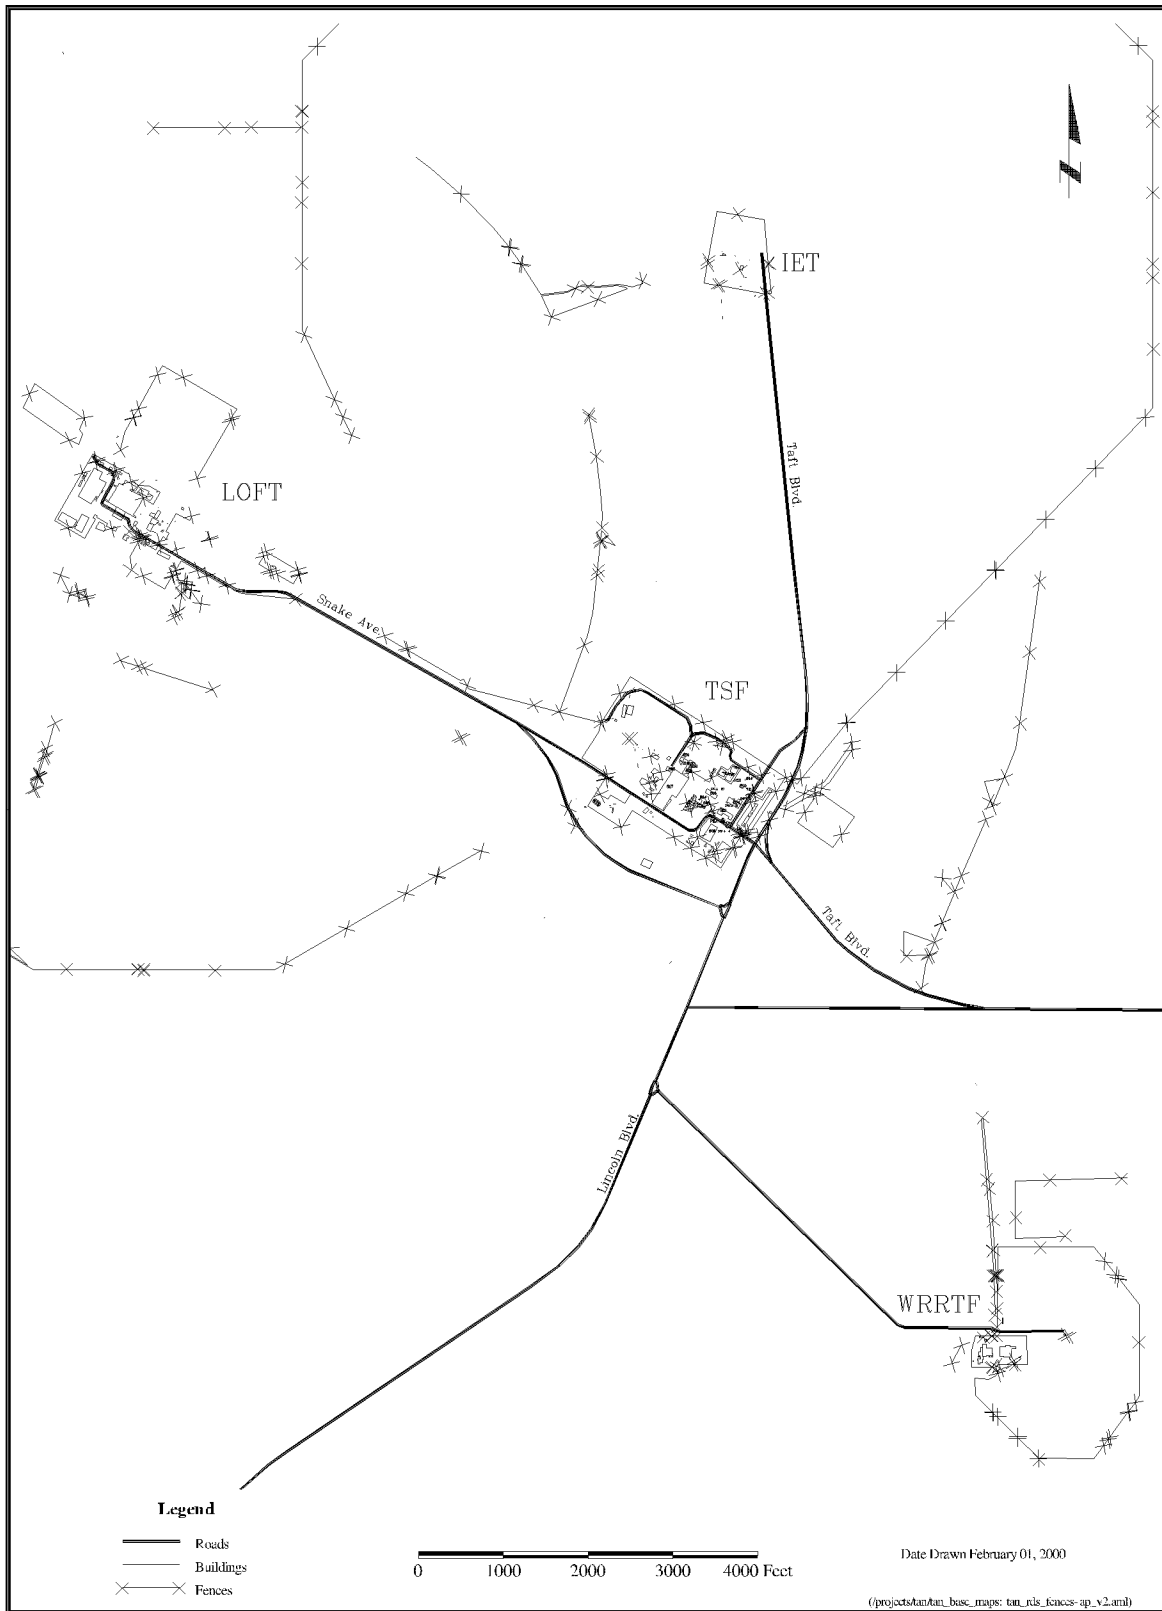 N
IET
Taft Blvd.
LOFT
Snake Ave.
TSF
Taft Blvd.
Lincoln Blvd.
WRRTF
Legend
Roads
Buildings
Fences
0 1000 2000 3000 4000 Feet
Date Drawn February 01, 2000
(/projects/tan/tan_base_maps: tan_rds_fences-ap_v2.aml)